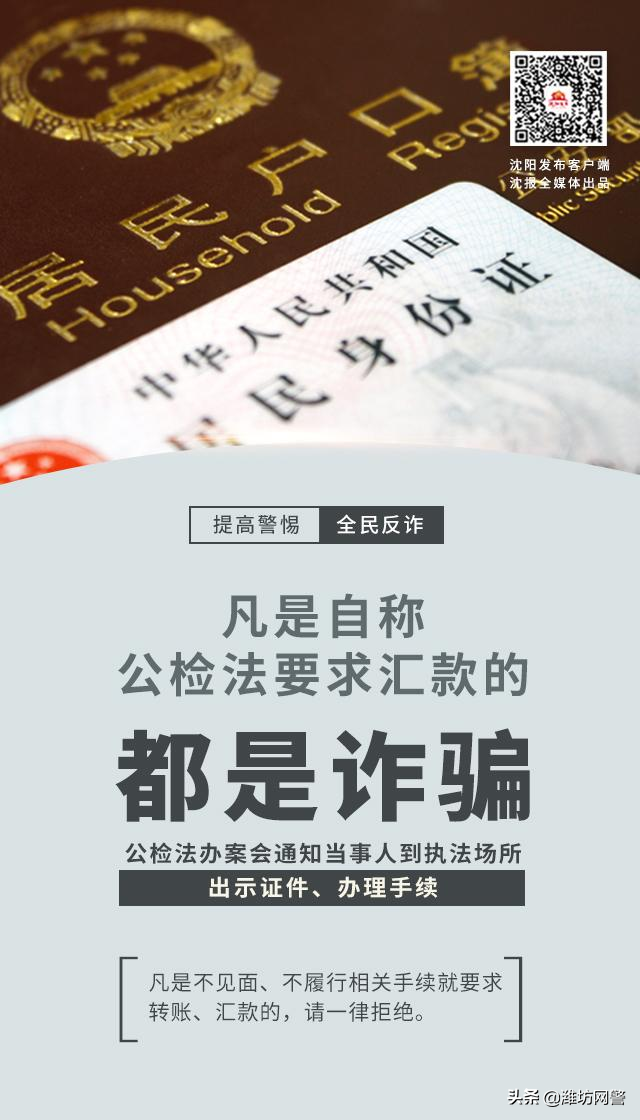 居民户口簿
Household Regis
blic Secur
沈阳发布客户端
沈报全媒体出品
中华人民共和国
居民身份证
提高警惕 全民反诈
凡是自称
公检法要求汇款的
都是诈骗
公检法办案会通知当事人到执法场所
出示证件、办理手续
凡是不见面、不履行相关手续就要求
转账、汇款的，请一律拒绝。
头条 @潍坊网警